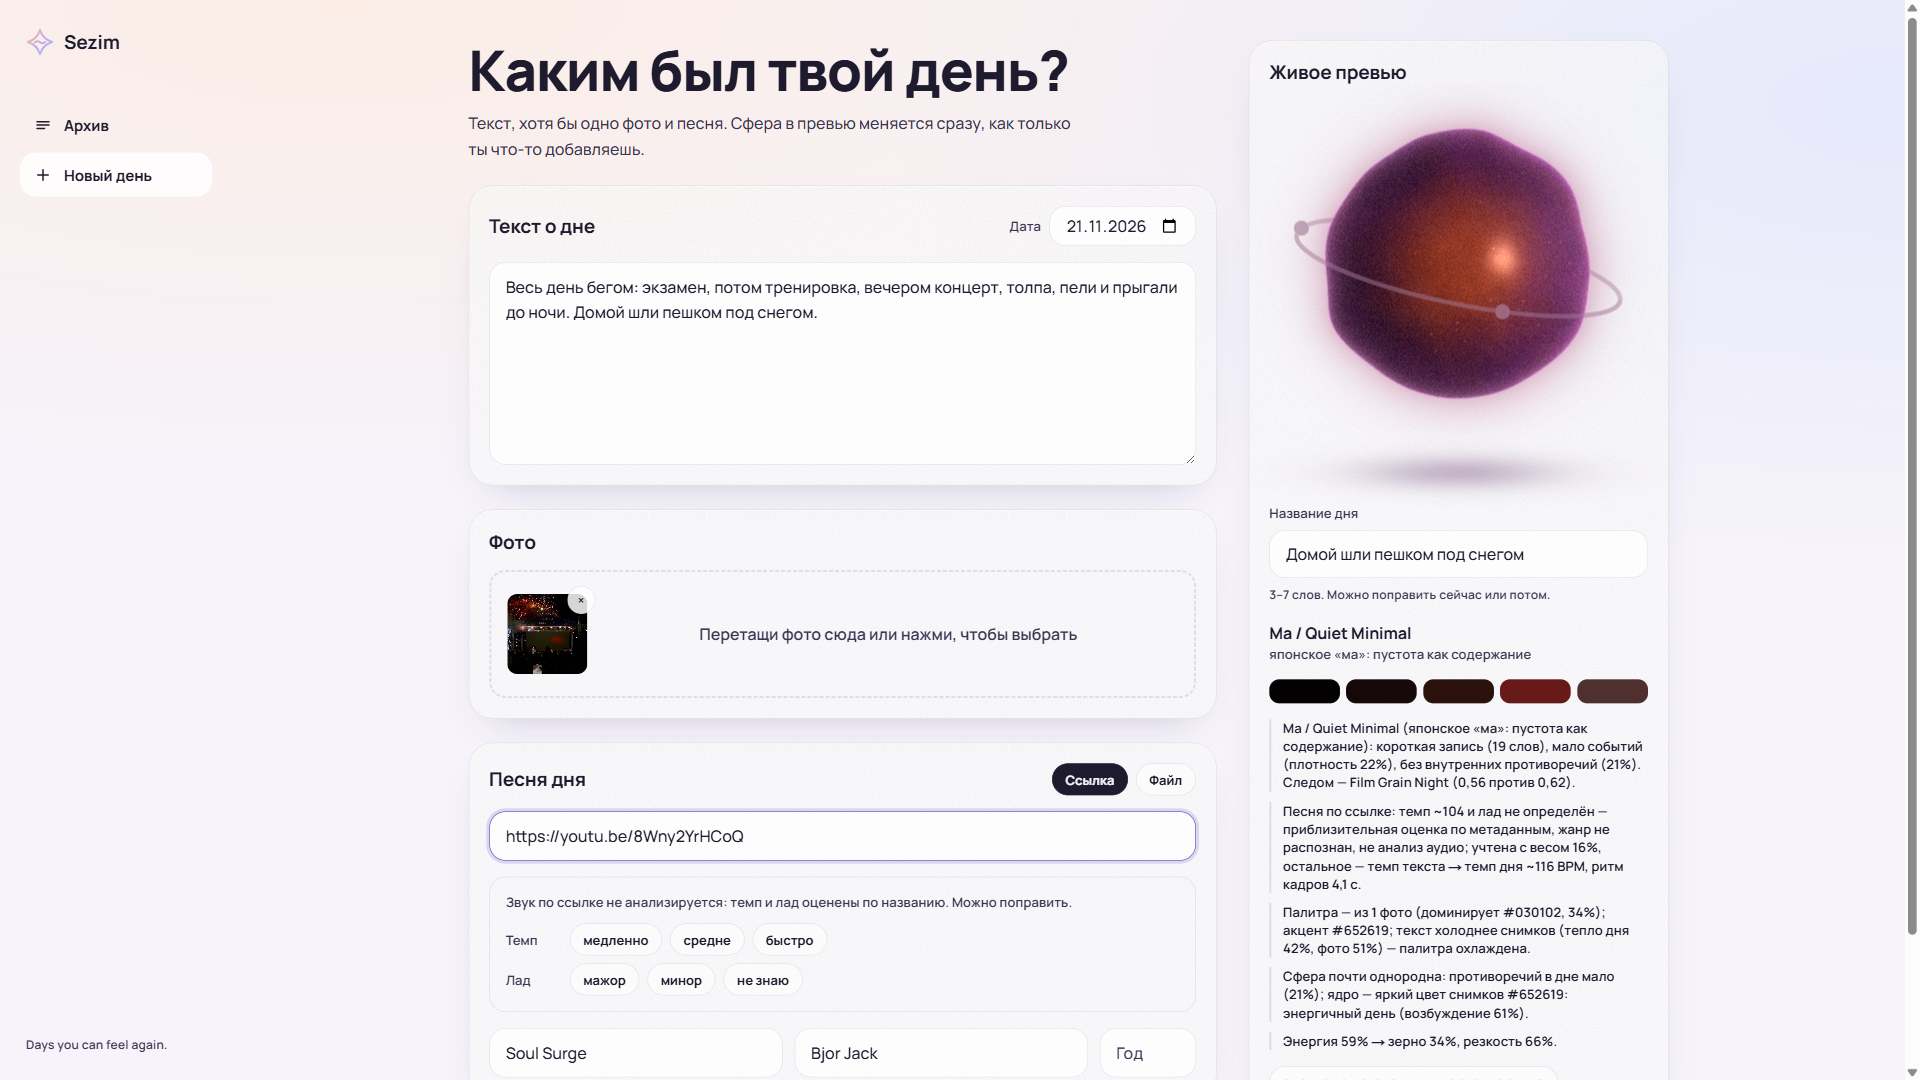 Sezim
Архив
Новый день
Days you can feel again.
Каким был твой день?
Текст, хотя бы одно фото и песня. Сфера в превью меняется сразу, как только
ты что-то добавляешь.
Текст о дне
Дата
21.11.2026
Весь день бегом: экзамен, потом тренировка, вечером концерт, толпа, пели и прыгали
до ночи. Домой шли пешком под снегом.
Фото
×
Перетащи фото сюда или нажми, чтобы выбрать
Песня дня
Ссылка
Файл
https://youtu.be/8Wny2YrHCoQ
Звук по ссылке не анализируется: темп и лад оценены по названию. Можно поправить.
Темп
медленно
средне
быстро
Лад
мажор
минор
не знаю
Soul Surge
Bjor Jack
Год
Живое превью
Название дня
Домой шли пешком под снегом
3–7 слов. Можно поправить сейчас или потом.
Ma / Quiet Minimal
японское «ма»: пустота как содержание
Ma / Quiet Minimal (японское «ма»: пустота как
содержание): короткая запись (19 слов), мало событий
(плотность 22%), без внутренних противоречий (21%).
Следом — Film Grain Night (0,56 против 0,62).
Песня по ссылке: темп ~104 и лад не определён —
приблизительная оценка по метаданным, жанр не
распознан, не анализ аудио; учтена с весом 16%,
остальное — темп текста → темп дня ~116 BPM, ритм
кадров 4,1 с.
Палитра — из 1 фото (доминирует #030102, 34%);
акцент #652619; текст холоднее снимков (тепло дня
42%, фото 51%) — палитра охлаждена.
Сфера почти однородна: противоречий в дне мало
(21%); ядро — яркий цвет снимков #652619:
энергичный день (возбуждение 61%).
Энергия 59% → зерно 34%, резкость 66%.